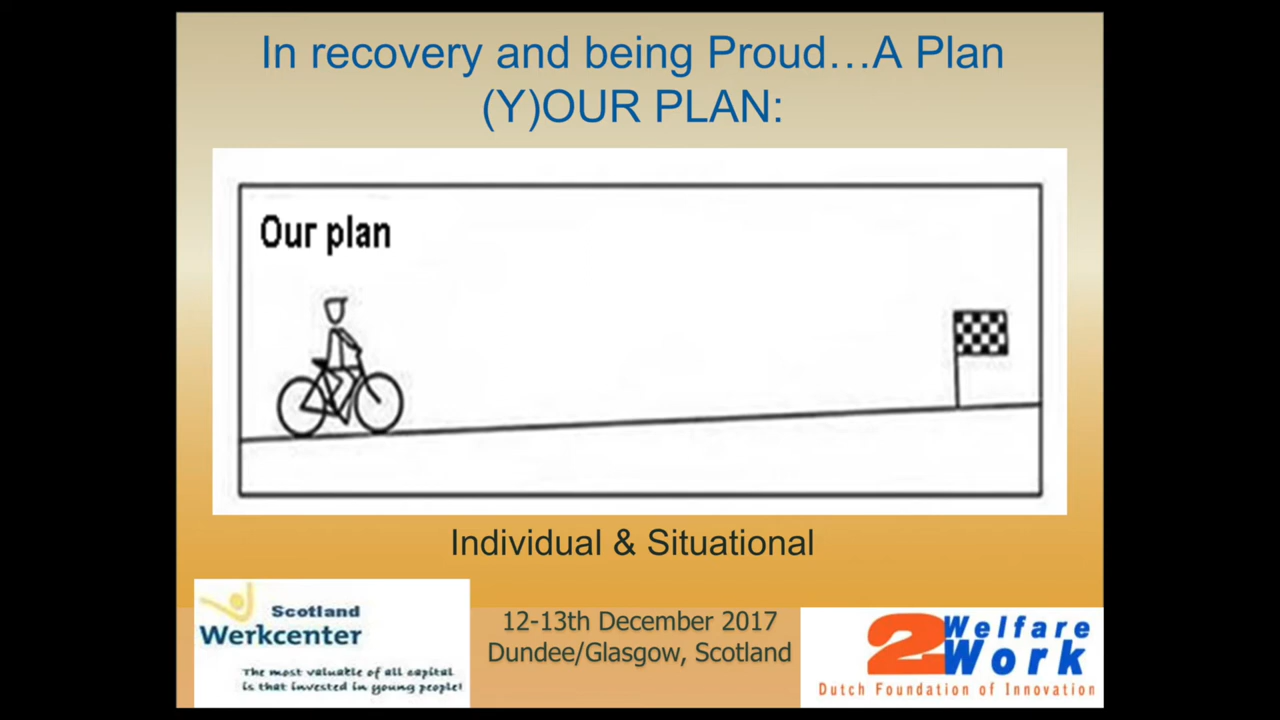 In recovery and being Proud…A Plan
(Y)OUR PLAN:
Our plan
Individual & Situational
Scotland
Werkcenter
The most valuable of all capital
is that invested in young people!
12-13th December 2017
Dundee/Glasgow, Scotland
2 Welfare
Work
Dutch Foundation of Innovation